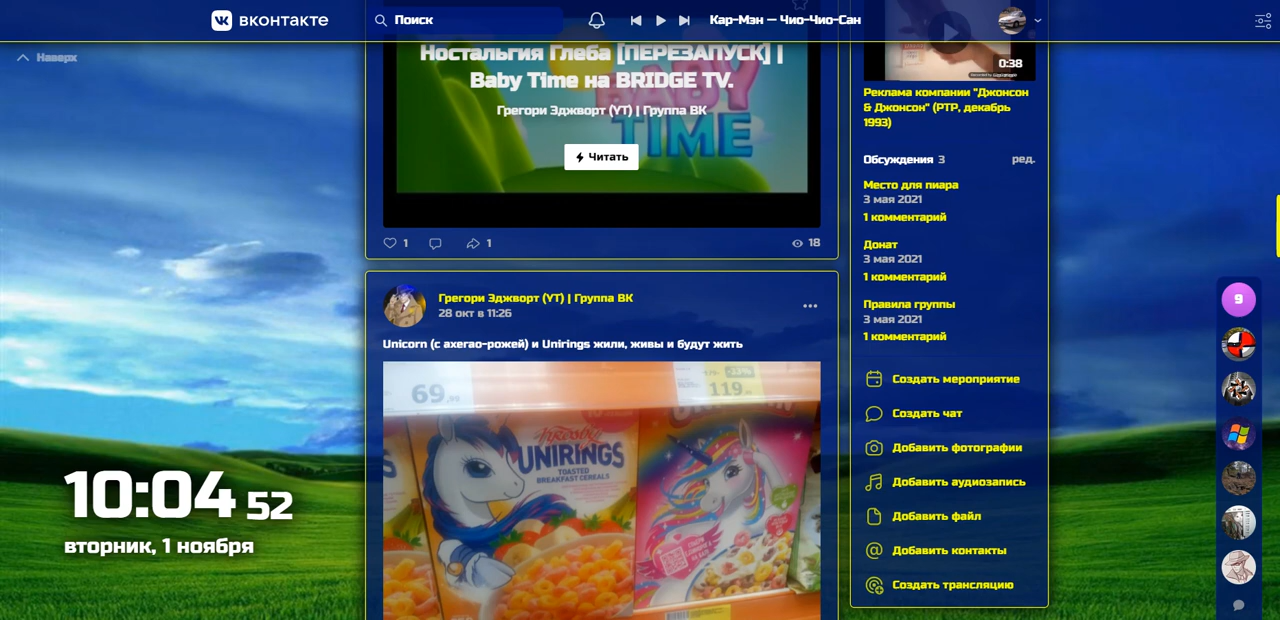 вконтакте
Поиск
Кар-Мэн — Чио-Чио-Сан
Наверх
Ностальгия Глеба [ПЕРЕЗАПУСК] |
Baby Time на BRIDGE TV.
Грегори Эджворт (YT) | Группа ВК
BABY
TIME
Читать
1
1
18
Грегори Эджворт (YT) | Группа ВК
28 окт в 11:26
Unicorn (с ахегао-рожей) и Unirings жили, живы и будут жить
69,99
-13%
119,
UNIRINGS
TOASTED
BREAKFAST CEREALS
0:38
Реклама компании "Джонсон
& Джонсон" (РТР, декабрь
1993)
Обсуждения 3
ред.
Место для пиара
3 мая 2021
1 комментарий
Донат
3 мая 2021
1 комментарий
Правила группы
3 мая 2021
1 комментарий
Создать мероприятие
Создать чат
Добавить фотографии
Добавить аудиозапись
Добавить файл
Добавить контакты
Создать трансляцию
9
10:04 52
вторник, 1 ноября